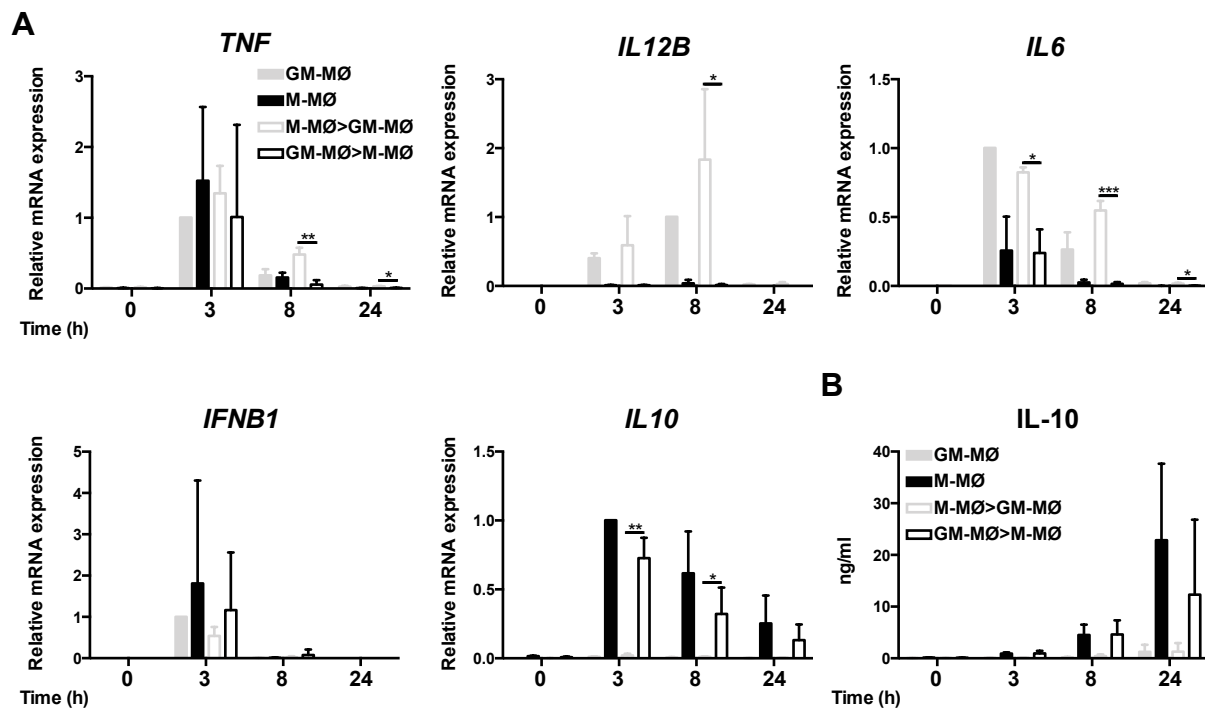 A
TNF
Relative mRNA expression
3
2
1
0
GM-MØ
M-MØ
M-MØ>GM-MØ
GM-MØ>M-MØ
**
*
0 3 8 24
Time (h)
IL12B
Relative mRNA expression
3
2
1
0
*
0 3 8 24
IL6
Relative mRNA expression
1.5
1.0
0.5
0.0
*
***
*
0 3 8 24
IFNB1
Relative mRNA expression
5
4
3
2
1
0
0 3 8 24
Time (h)
IL10
Relative mRNA expression
1.5
1.0
0.5
0.0
**
*
0 3 8 24
B
IL-10
ng/ml
40
30
20
10
0
GM-MØ
M-MØ
M-MØ>GM-MØ
GM-MØ>M-MØ
0 3 8 24
Time (h)